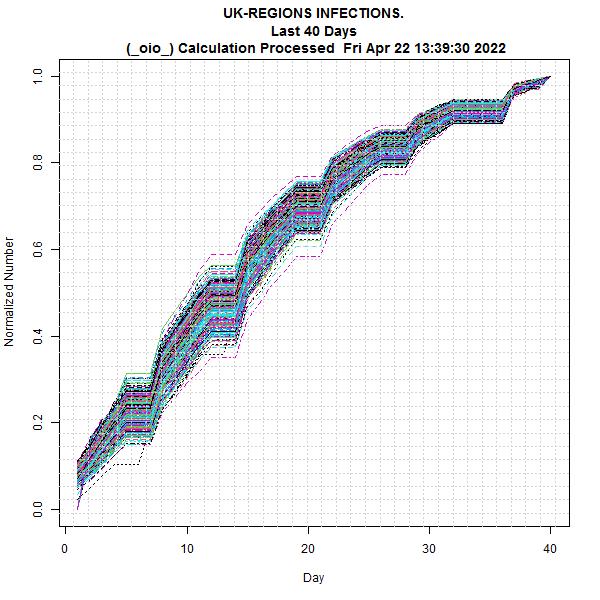 UK-REGIONS INFECTIONS.
Last 40 Days
(_oio_) Calculation Processed  Fri Apr 22 13:39:30 2022
Normalized Number
1.0
0.8
0.6
0.4
0.2
0.0
0 10 20 30 40
Day